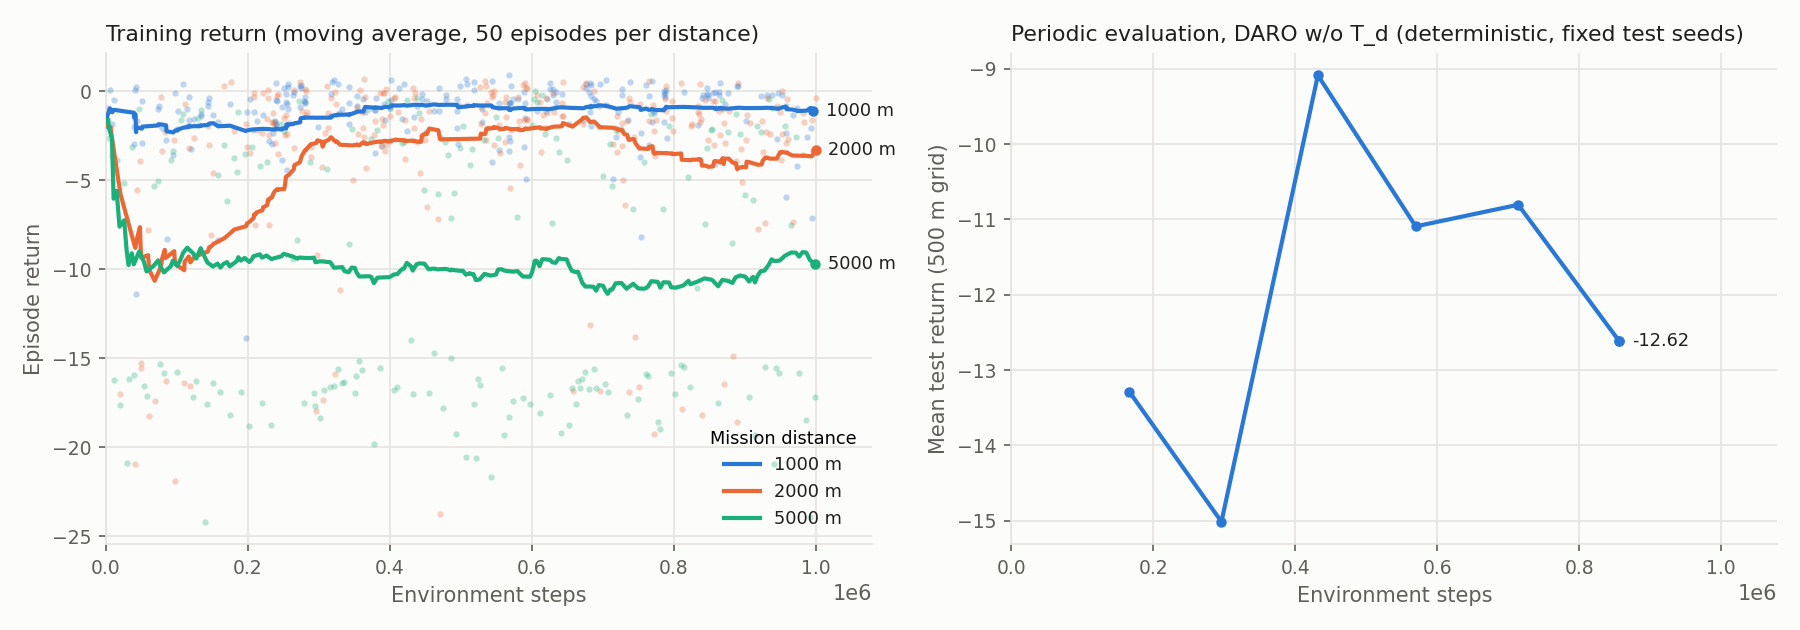 Training return (moving average, 50 episodes per distance)
Episode return
0
−5
−10
−15
−20
−25
1000 m
2000 m
5000 m
Mission distance
1000 m
2000 m
5000 m
0.0 0.2 0.4 0.6 0.8 1.0
1e6
Environment steps
Periodic evaluation, DARO w/o T_d (deterministic, fixed test seeds)
Mean test return (500 m grid)
−9
−10
−11
−12
−13
−14
−15
-12.62
0.0 0.2 0.4 0.6 0.8 1.0
1e6
Environment steps